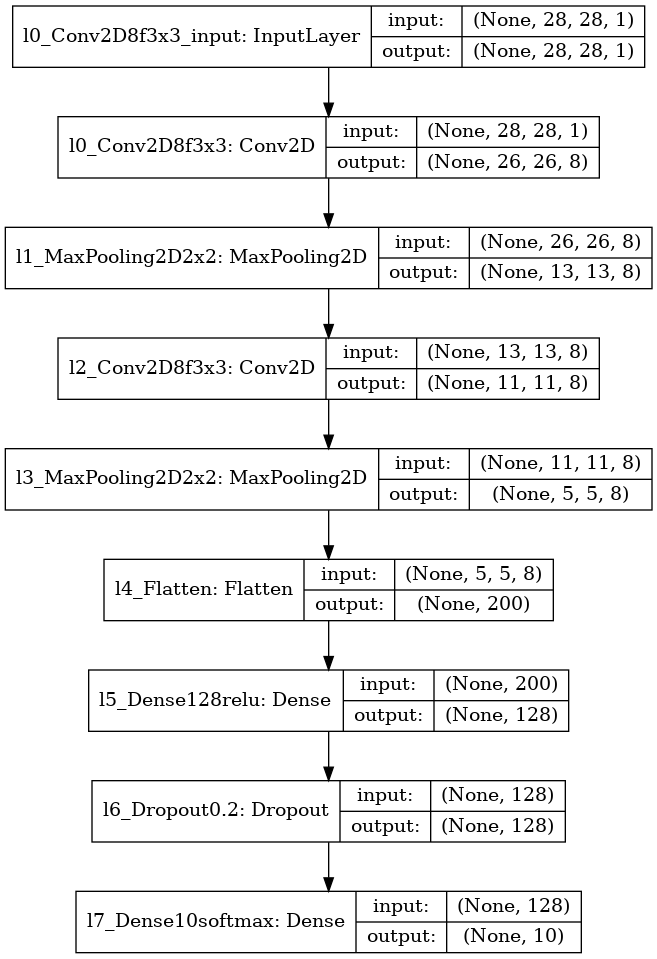 l0_Conv2D8f3x3_input: InputLayer
input: (None, 28, 28, 1)
output: (None, 28, 28, 1)
l0_Conv2D8f3x3: Conv2D
input: (None, 28, 28, 1)
output: (None, 26, 26, 8)
l1_MaxPooling2D2x2: MaxPooling2D
input: (None, 26, 26, 8)
output: (None, 13, 13, 8)
l2_Conv2D8f3x3: Conv2D
input: (None, 13, 13, 8)
output: (None, 11, 11, 8)
l3_MaxPooling2D2x2: MaxPooling2D
input: (None, 11, 11, 8)
output: (None, 5, 5, 8)
l4_Flatten: Flatten
input: (None, 5, 5, 8)
output: (None, 200)
l5_Dense128relu: Dense
input: (None, 200)
output: (None, 128)
l6_Dropout0.2: Dropout
input: (None, 128)
output: (None, 128)
l7_Dense10softmax: Dense
input: (None, 128)
output: (None, 10)